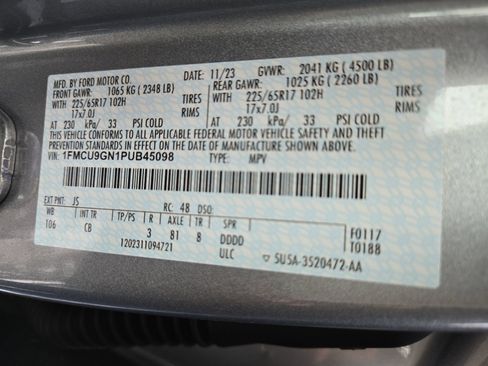 MFD. BY FORD MOTOR CO. DATE: 11/23 GVWR: 2041 KG ( 4500 LB)
FRONT GAWR: 1065 KG ( 2348 LB) REAR GAWR: 1025 KG ( 2260 LB)
WITH 225/65R17 102H TIRES WITH 225/65R17 102H TIRES
17x7.0J RIMS 17x7.0J RIMS
AT 230 kPa/ 33 PSI COLD AT 230 kPa/ 33 PSI COLD
THIS VEHICLE CONFORMS TO ALL APPLICABLE FEDERAL MOTOR VEHICLE SAFETY AND THEFT
PREVENTION STANDARDS IN EFFECT ON THE DATE OF MANUFACTURE SHOWN ABOVE.
VIN: 1FMCU9GN1PUB45098 TYPE: MPV
EXT PNT: JS RC: 48 DSO:
WB INT TR TP/PS R AXLE TR SPR F0117
106 CB 3 81 8 DDDD T0188
1202311094721 ULC ▽ SU5A-3520472-AA